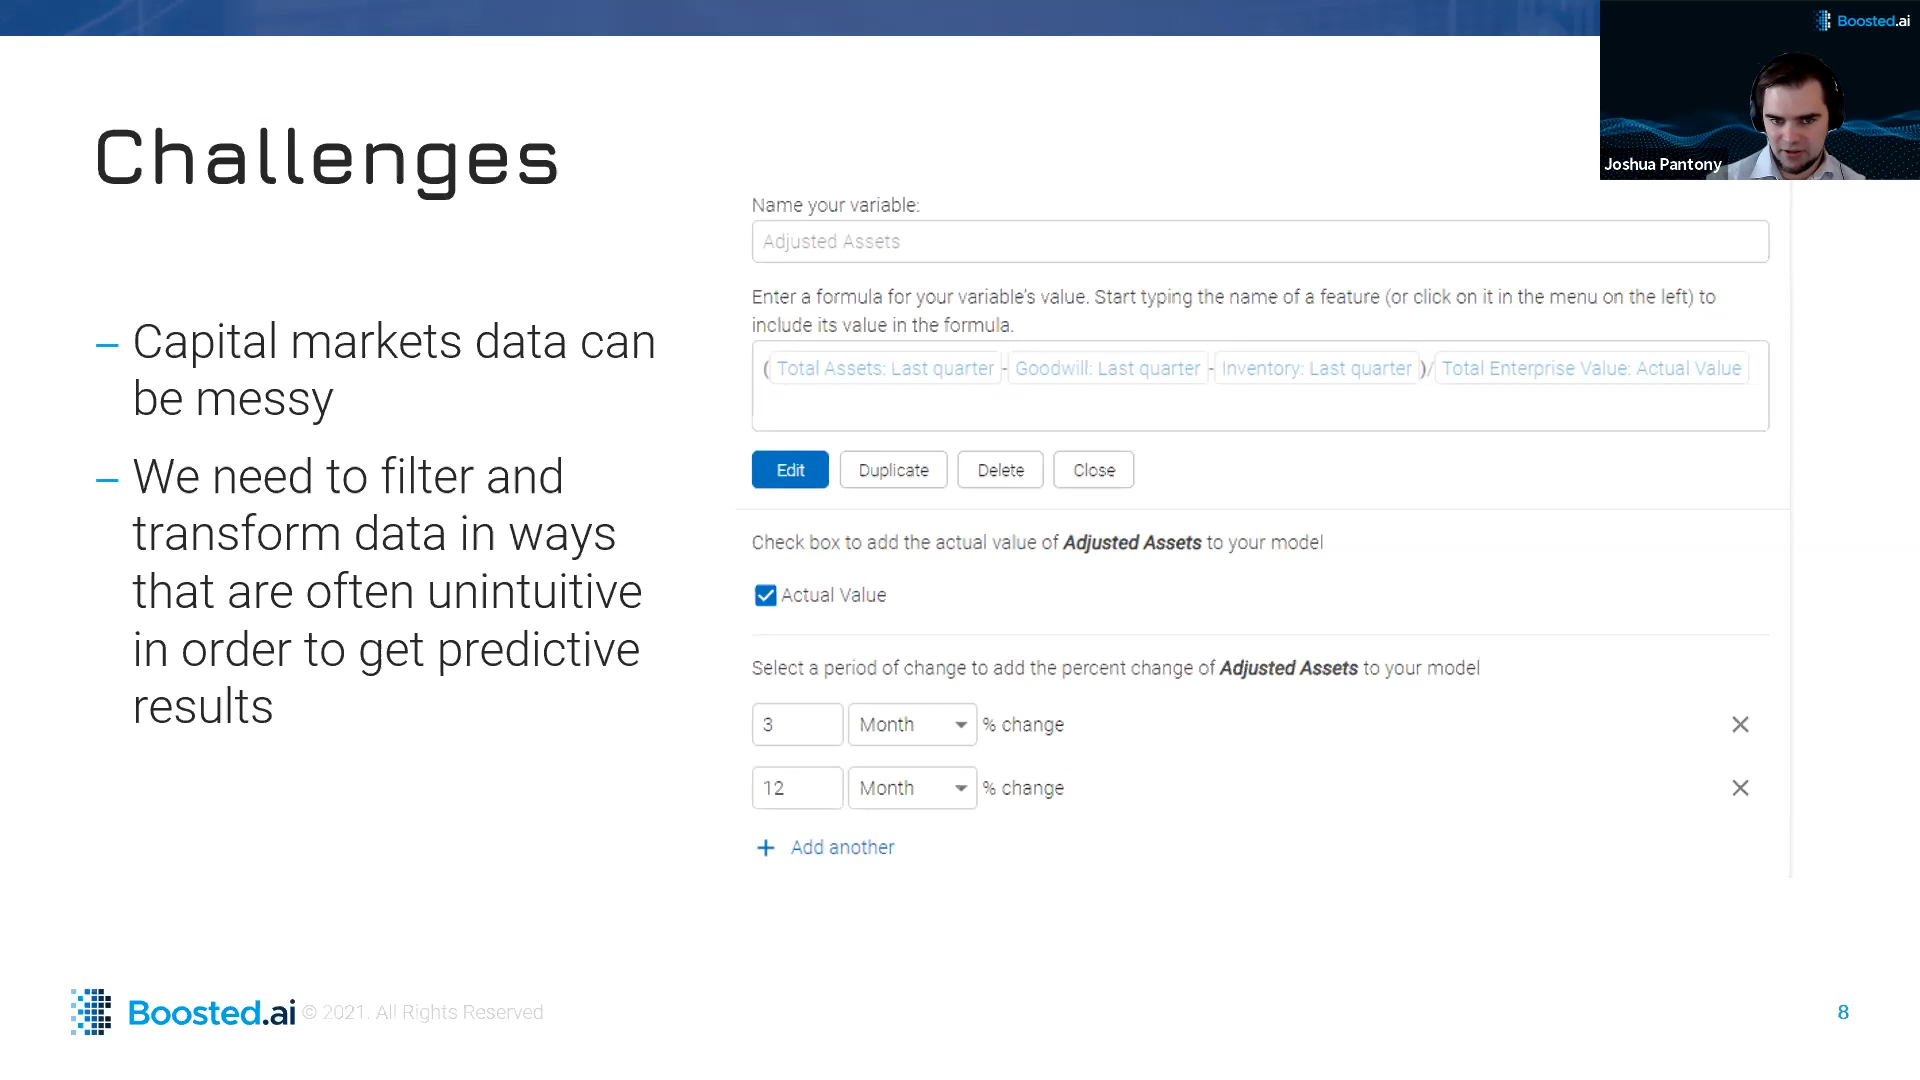 Boosted.ai
Joshua Pantony
Challenges
– Capital markets data can
be messy
– We need to filter and
transform data in ways
that are often unintuitive
in order to get predictive
results
Name your variable:
Adjusted Assets
Enter a formula for your variable's value. Start typing the name of a feature (or click on it in the menu on the left) to
include its value in the formula.
( Total Assets: Last quarter - Goodwill: Last quarter - Inventory: Last quarter )/ Total Enterprise Value: Actual Value
Edit Duplicate Delete Close
Check box to add the actual value of Adjusted Assets to your model
Actual Value
Select a period of change to add the percent change of Adjusted Assets to your model
3 Month % change
12 Month % change
+ Add another
Boosted.ai © 2021. All Rights Reserved
8